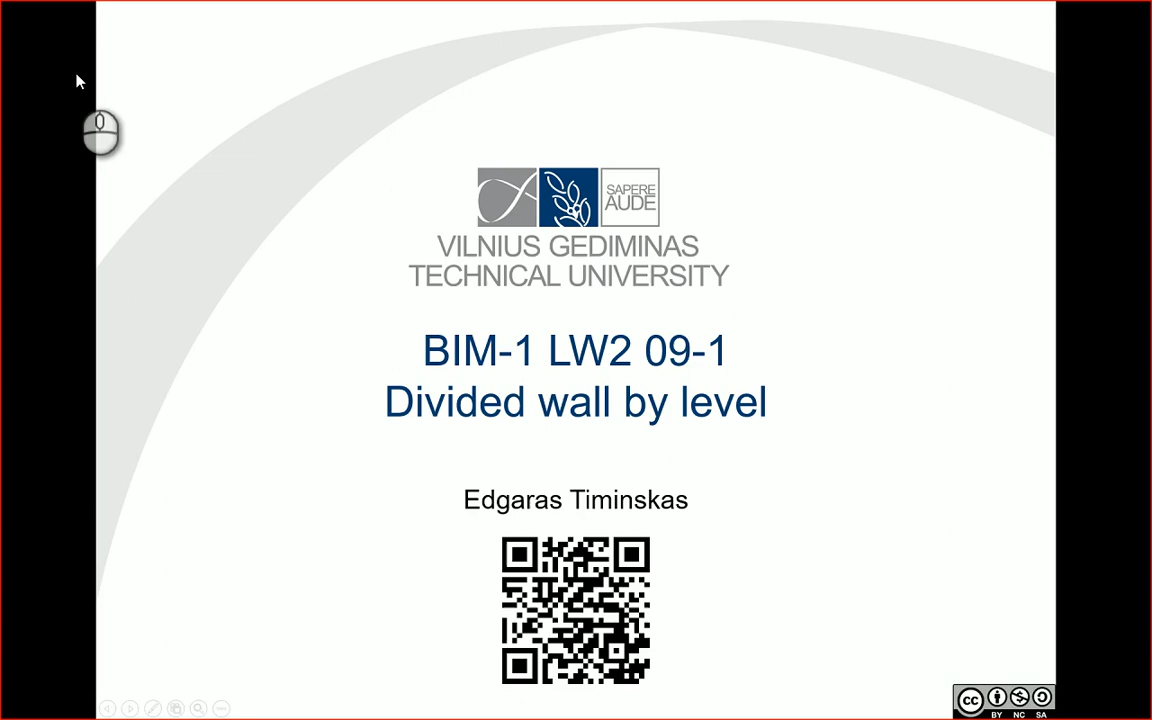 SAPERE
AUDE
VILNIUS GEDIMINAS
TECHNICAL UNIVERSITY
BIM-1 LW2 09-1
Divided wall by level
Edgaras Timinskas
cc
BY NC SA